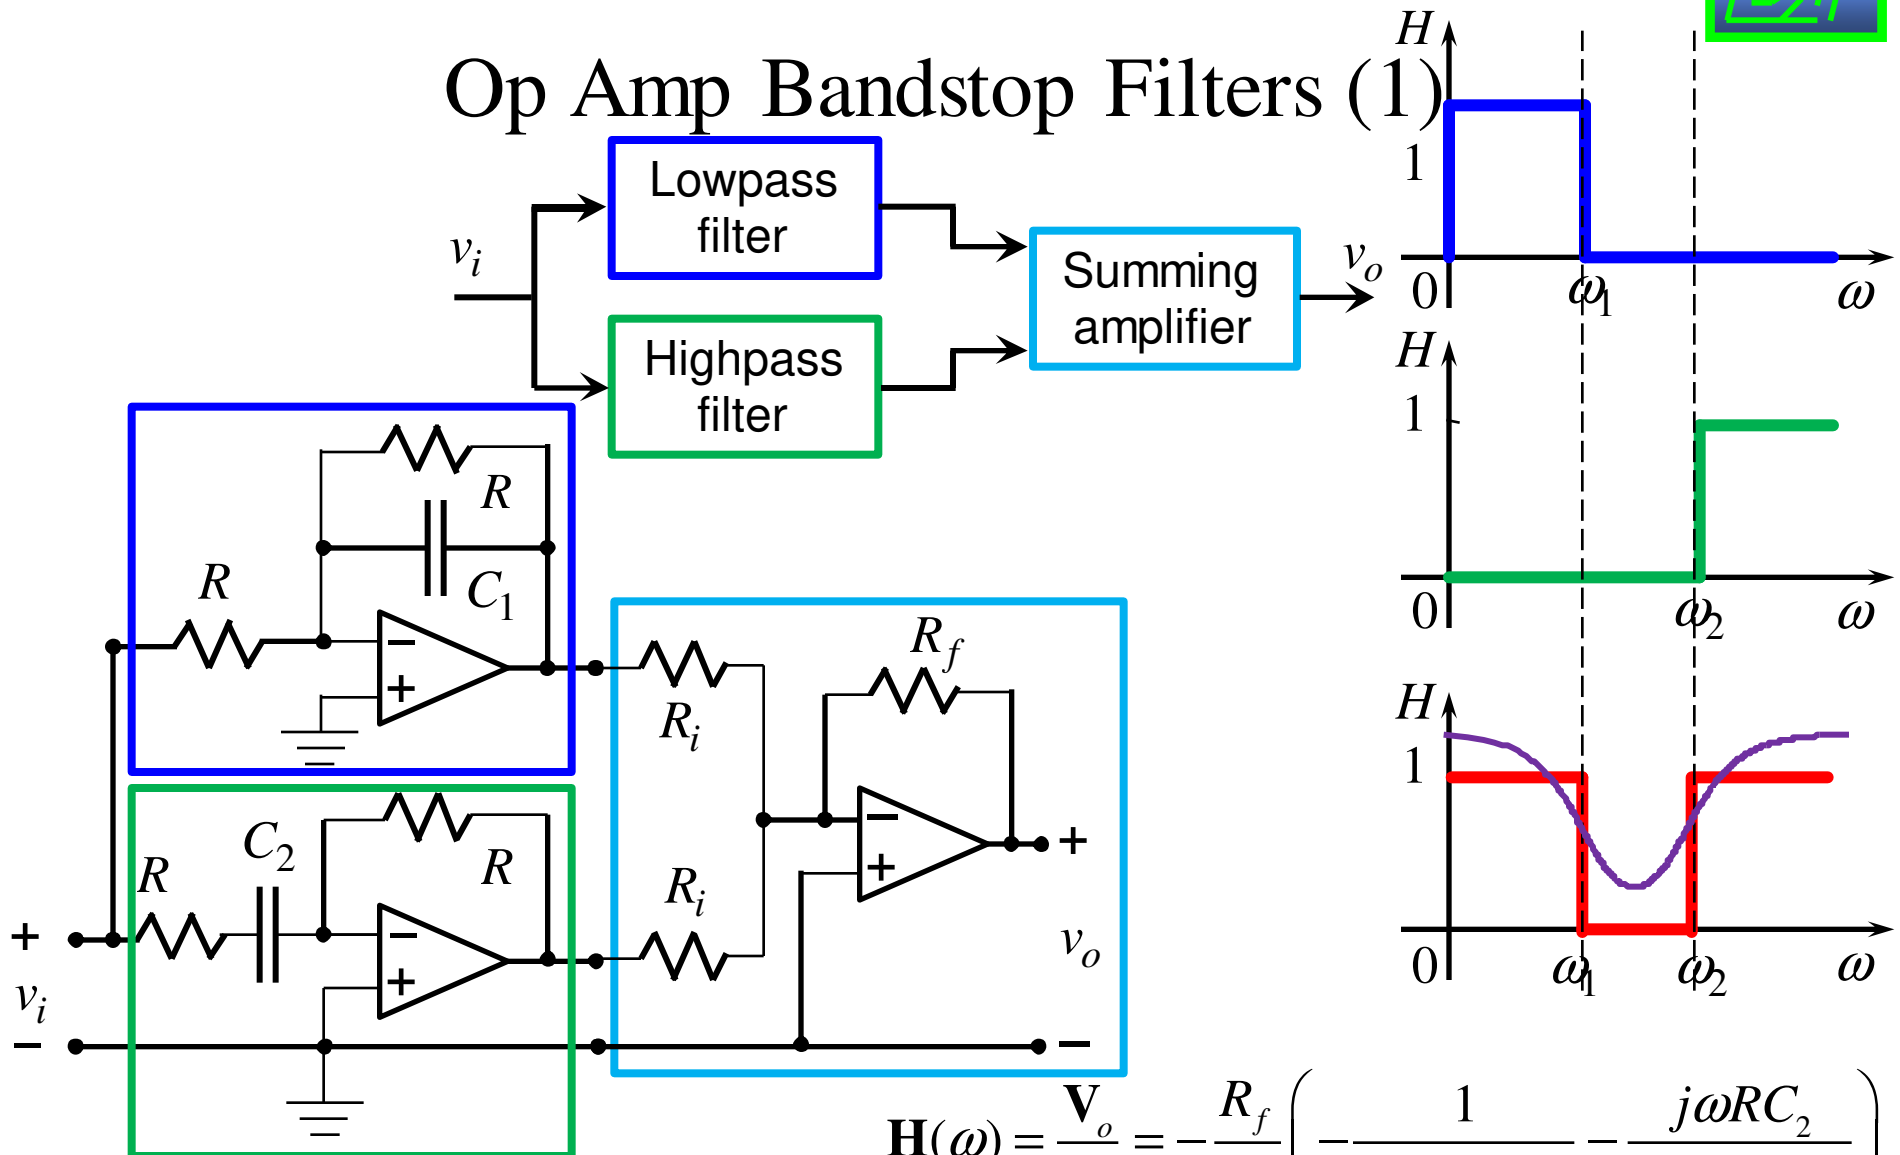 Op Amp Bandstop Filters (1)
Lowpass
filter
Highpass
filter
Summing
amplifier
v_i
v_o
H
1
0
ω_1
ω
H
1
0
ω_2
ω
H
1
0
ω_1
ω_2
ω
R
R
C_1
−
+
R
C_2
R
−
+
+
v_i
−
R_i
R_i
R_f
−
+
+
v_o
−
H(ω) = V_o = − R_f ( − 1 − jωRC_2 )